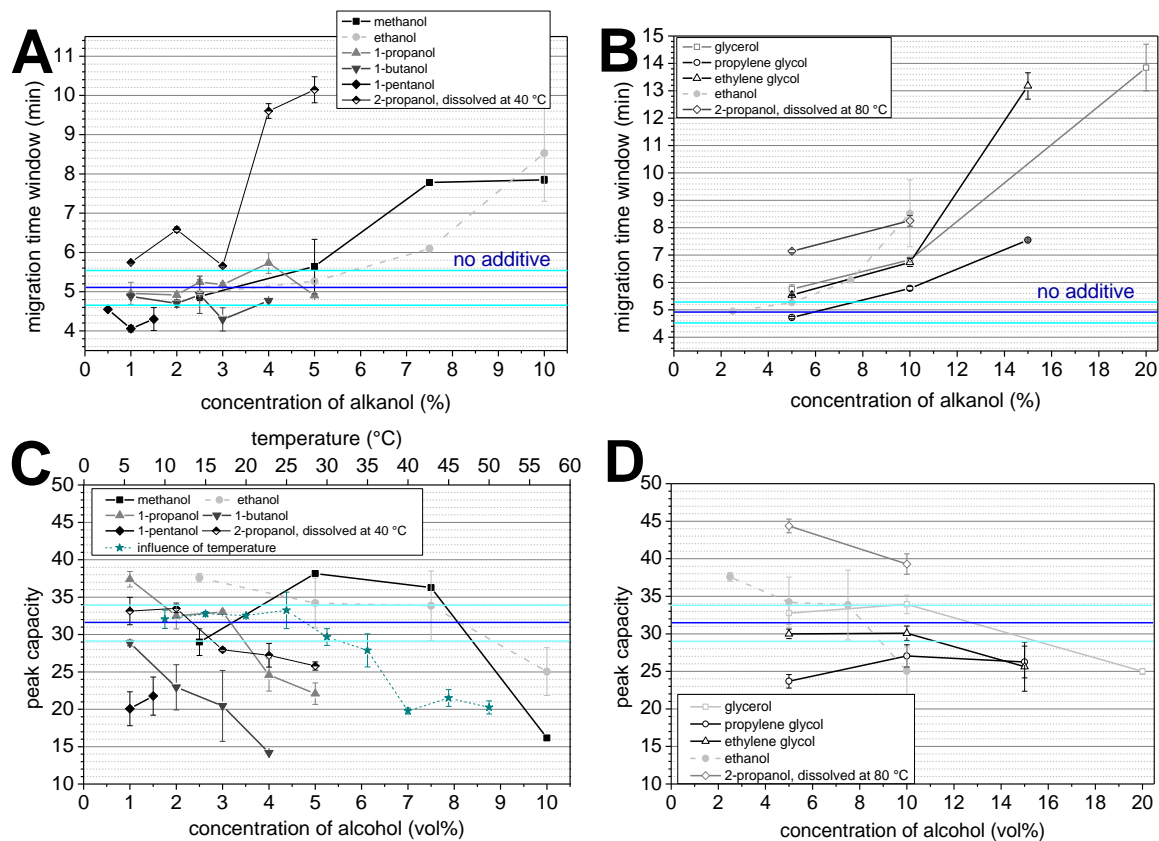 A
methanol
ethanol
1-propanol
1-butanol
1-pentanol
2-propanol, dissolved at 40 °C
no additive
migration time window (min)
11
10
9
8
7
6
5
4
0 1 2 3 4 5 6 7 8 9 10
concentration of alkanol (%)
B
glycerol
propylene glycol
ethylene glycol
ethanol
2-propanol, dissolved at 80 °C
no additive
migration time window (min)
15
14
13
12
11
10
9
8
7
6
5
4
0 2 4 6 8 10 12 14 16 18 20
concentration of alkanol (%)
C
temperature (°C)
0 5 10 15 20 25 30 35 40 45 50 55 60
methanol ethanol
1-propanol 1-butanol
1-pentanol 2-propanol, dissolved at 40 °C
influence of temperature
peak capacity
50
45
40
35
30
25
20
15
10
0 1 2 3 4 5 6 7 8 9 10
concentration of alcohol (vol%)
D
peak capacity
50
45
40
35
30
25
20
15
10
glycerol
propylene glycol
ethylene glycol
ethanol
2-propanol, dissolved at 80 °C
0 2 4 6 8 10 12 14 16 18 20
concentration of alcohol (vol%)